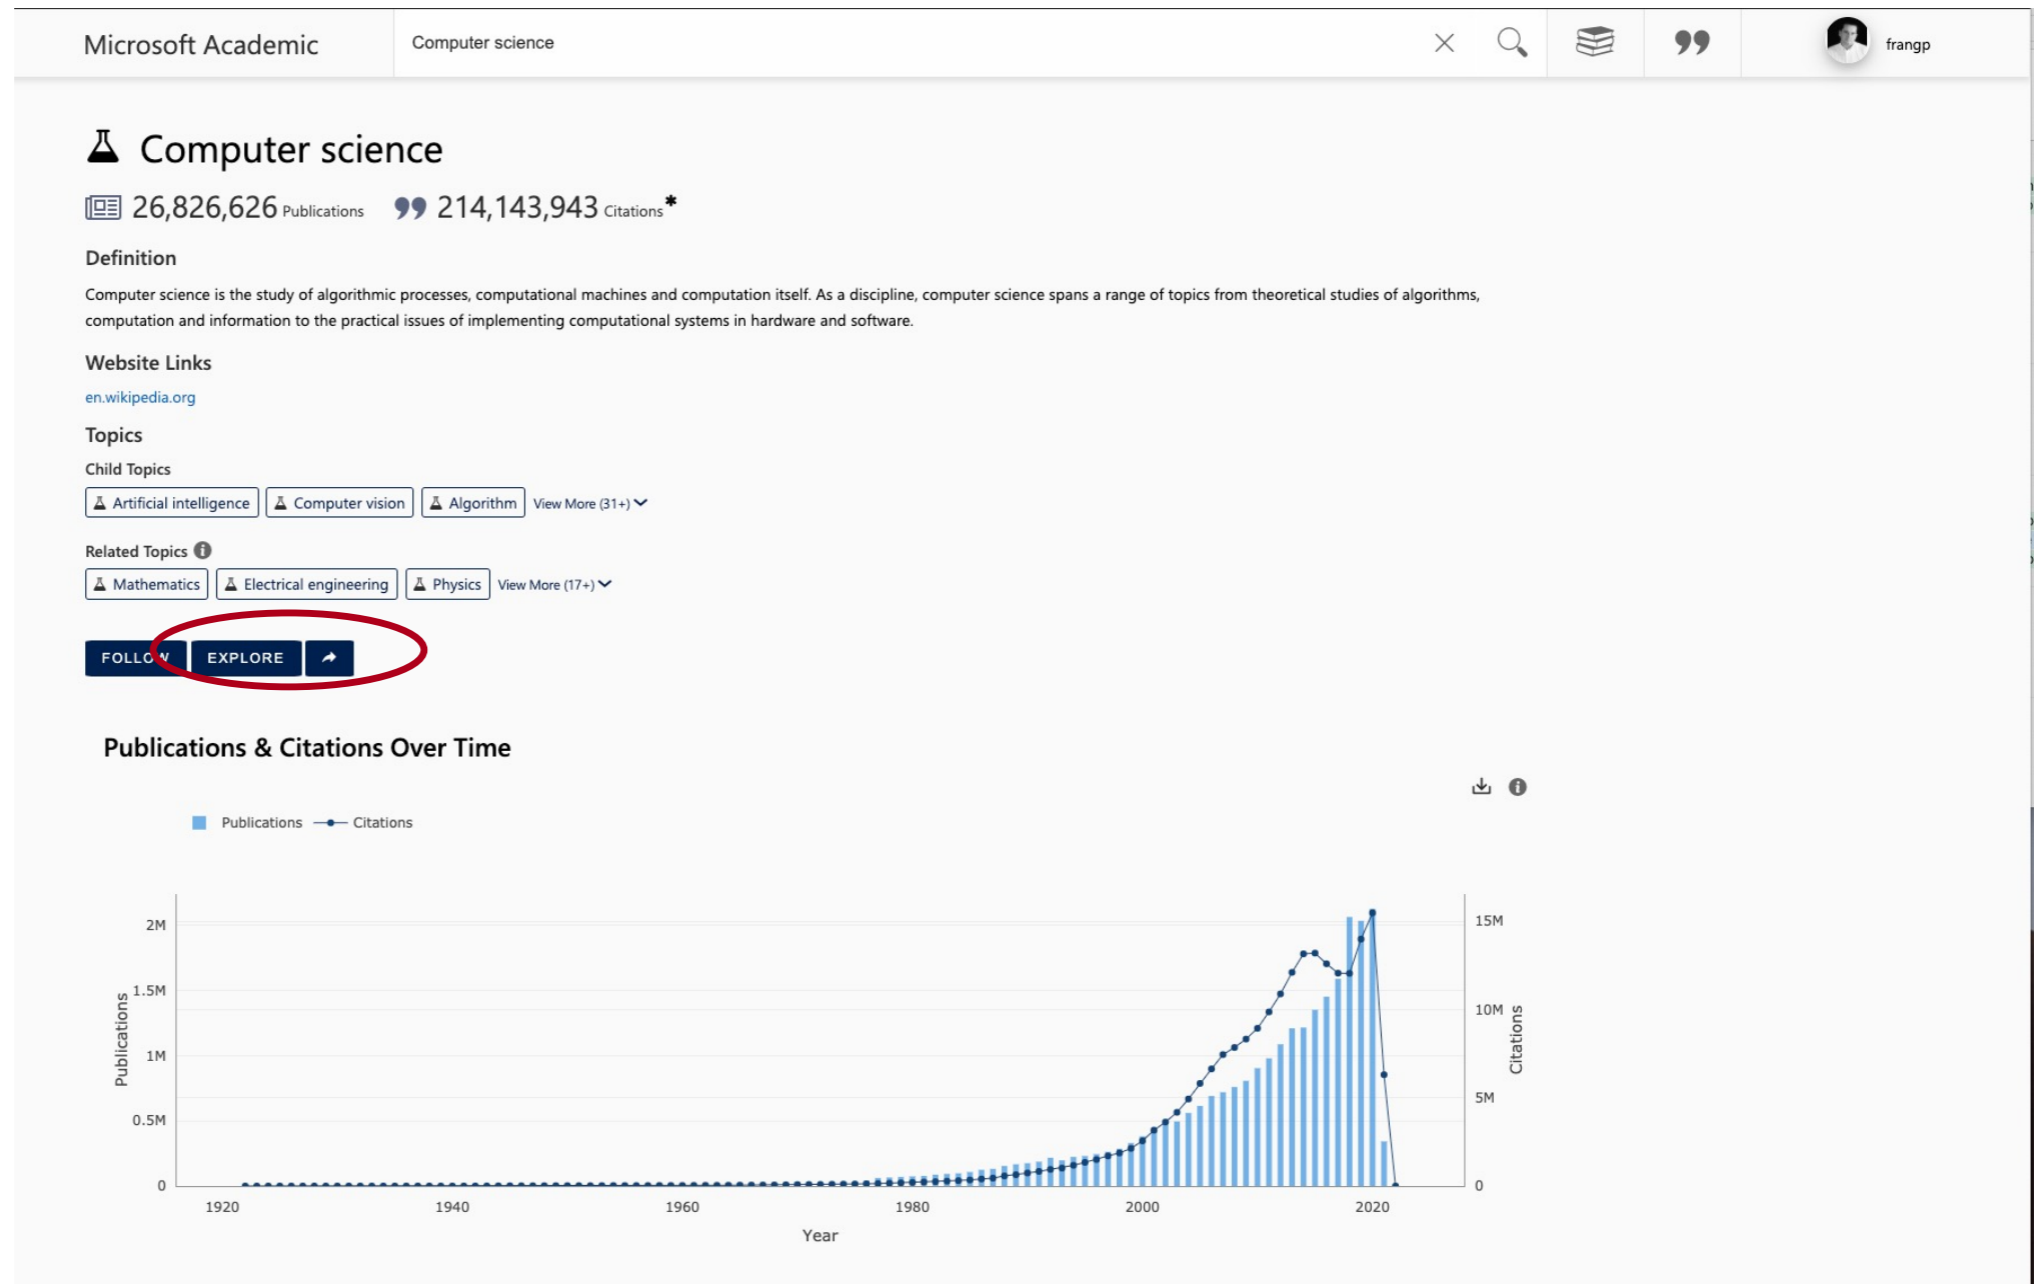 Microsoft Academic Computer science frangp
Computer science
26,826,626 Publications 214,143,943 Citations*
Definition
Computer science is the study of algorithmic processes, computational machines and computation itself. As a discipline, computer science spans a range of topics from theoretical studies of algorithms,
computation and information to the practical issues of implementing computational systems in hardware and software.
Website Links
en.wikipedia.org
Topics
Child Topics
Artificial intelligence Computer vision Algorithm View More (31+)
Related Topics
Mathematics Electrical engineering Physics View More (17+)
FOLLOW EXPLORE
Publications & Citations Over Time
Publications Citations
2M
1.5M
1M
0.5M
0
Publications
15M
10M
5M
0
Citations
1920 1940 1960 1980 2000 2020
Year